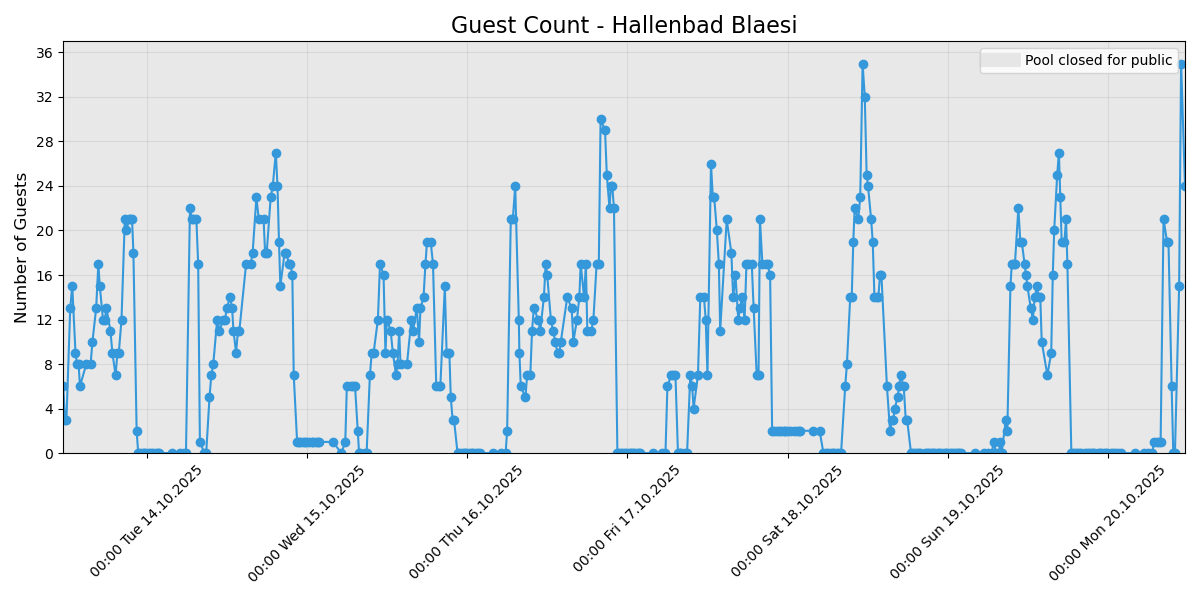 Guest Count - Hallenbad Blaesi
Pool closed for public
Number of Guests
36
32
28
24
20
16
12
8
4
0
00:00 Tue 14.10.2025
00:00 Wed 15.10.2025
00:00 Thu 16.10.2025
00:00 Fri 17.10.2025
00:00 Sat 18.10.2025
00:00 Sun 19.10.2025
00:00 Mon 20.10.2025